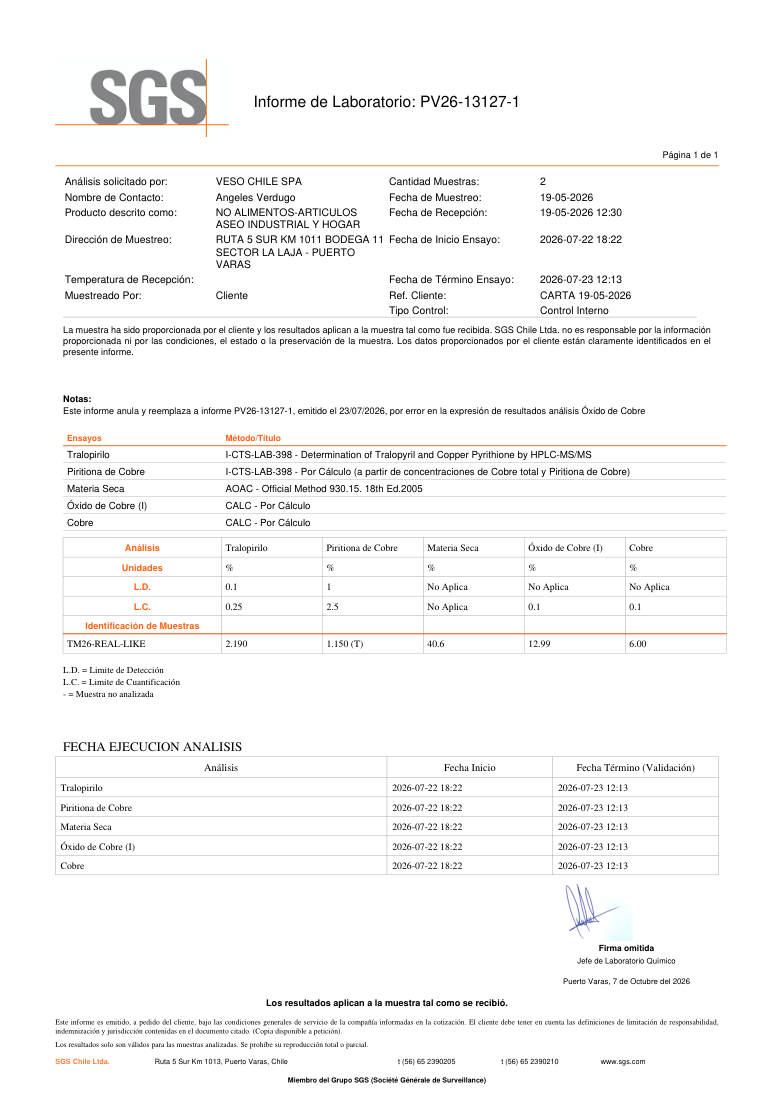 SGS
Informe de Laboratorio: PV26-13127-1
Página 1 de 1
Análisis solicitado por: VESO CHILE SPA Cantidad Muestras: 2
Nombre de Contacto: Angeles Verdugo Fecha de Muestreo: 19-05-2026
Producto descrito como: NO ALIMENTOS-ARTICULOS Fecha de Recepción: 19-05-2026 12:30
ASEO INDUSTRIAL Y HOGAR
Dirección de Muestreo: RUTA 5 SUR KM 1011 BODEGA 11 Fecha de Inicio Ensayo: 2026-07-22 18:22
SECTOR LA LAJA - PUERTO
VARAS
Temperatura de Recepción: Fecha de Término Ensayo: 2026-07-23 12:13
Muestreado Por: Cliente Ref. Cliente: CARTA 19-05-2026
Tipo Control: Control Interno
La muestra ha sido proporcionada por el cliente y los resultados aplican a la muestra tal como fue recibida. SGS Chile Ltda. no es responsable por la información
proporcionada ni por las condiciones, el estado o la preservación de la muestra. Los datos proporcionados por el cliente están claramente identificados en el
presente informe.
Notas:
Este informe anula y reemplaza a informe PV26-13127-1, emitido el 23/07/2026, por error en la expresión de resultados análisis Óxido de Cobre
Ensayos Método/Título
Tralopirilo I-CTS-LAB-398 - Determination of Tralopyril and Copper Pyrithione by HPLC-MS/MS
Piritiona de Cobre I-CTS-LAB-398 - Por Cálculo (a partir de concentraciones de Cobre total y Piritiona de Cobre)
Materia Seca AOAC - Official Method 930.15. 18th Ed.2005
Óxido de Cobre (I) CALC - Por Cálculo
Cobre CALC - Por Cálculo
Análisis Tralopirilo Piritiona de Cobre Materia Seca Óxido de Cobre (I) Cobre
Unidades % % % % %
L.D. 0.1 1 No Aplica No Aplica No Aplica
L.C. 0.25 2.5 No Aplica 0.1 0.1
Identificación de Muestras
TM26-REAL-LIKE 2.190 1.150 (T) 40.6 12.99 6.00
L.D. = Limite de Detección
L.C. = Limite de Cuantificación
- = Muestra no analizada
FECHA EJECUCION ANALISIS
Análisis Fecha Inicio Fecha Término (Validación)
Tralopirilo 2026-07-22 18:22 2026-07-23 12:13
Piritiona de Cobre 2026-07-22 18:22 2026-07-23 12:13
Materia Seca 2026-07-22 18:22 2026-07-23 12:13
Óxido de Cobre (I) 2026-07-22 18:22 2026-07-23 12:13
Cobre 2026-07-22 18:22 2026-07-23 12:13
Firma omitida
Jefe de Laboratorio Químico
Puerto Varas, 7 de Octubre del 2026
Los resultados aplican a la muestra tal como se recibió.
Este informe es emitido, a pedido del cliente, bajo las condiciones generales de servicio de la compañía informadas en la cotización. El cliente debe tener en cuenta las definiciones de limitación de responsabilidad,
indemnización y jurisdicción contenidas en el documento citado. (Copia disponible a petición).
Los resultados solo son válidos para las muestras analizadas. Se prohíbe su reproducción total o parcial.
SGS Chile Ltda. Ruta 5 Sur Km 1013, Puerto Varas, Chile t (56) 65 2390205 t (56) 65 2390210 www.sgs.com
Miembro del Grupo SGS (Société Générale de Surveillance)